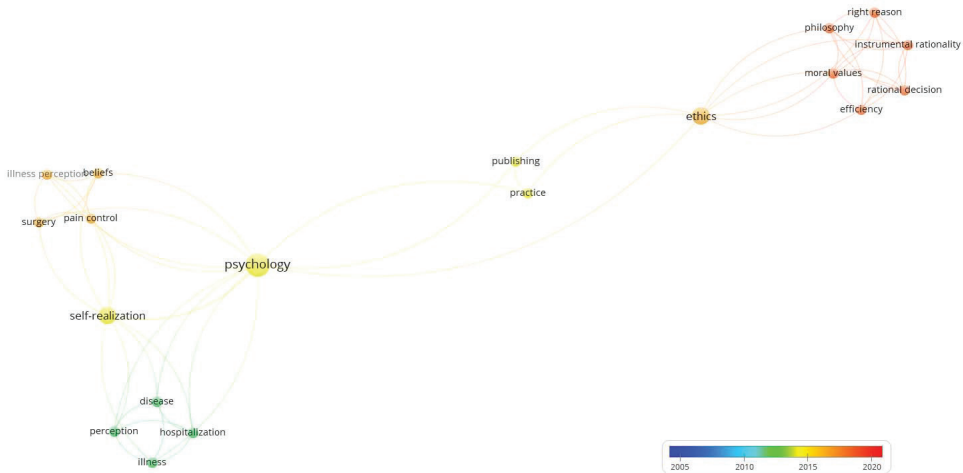 right reason
philosophy
instrumental rationality
moral values
rational decision
efficiency
ethics
publishing
practice
illness perception
beliefs
surgery
pain control
psychology
self-realization
disease
perception
hospitalization
illness
2005 2010 2015 2020